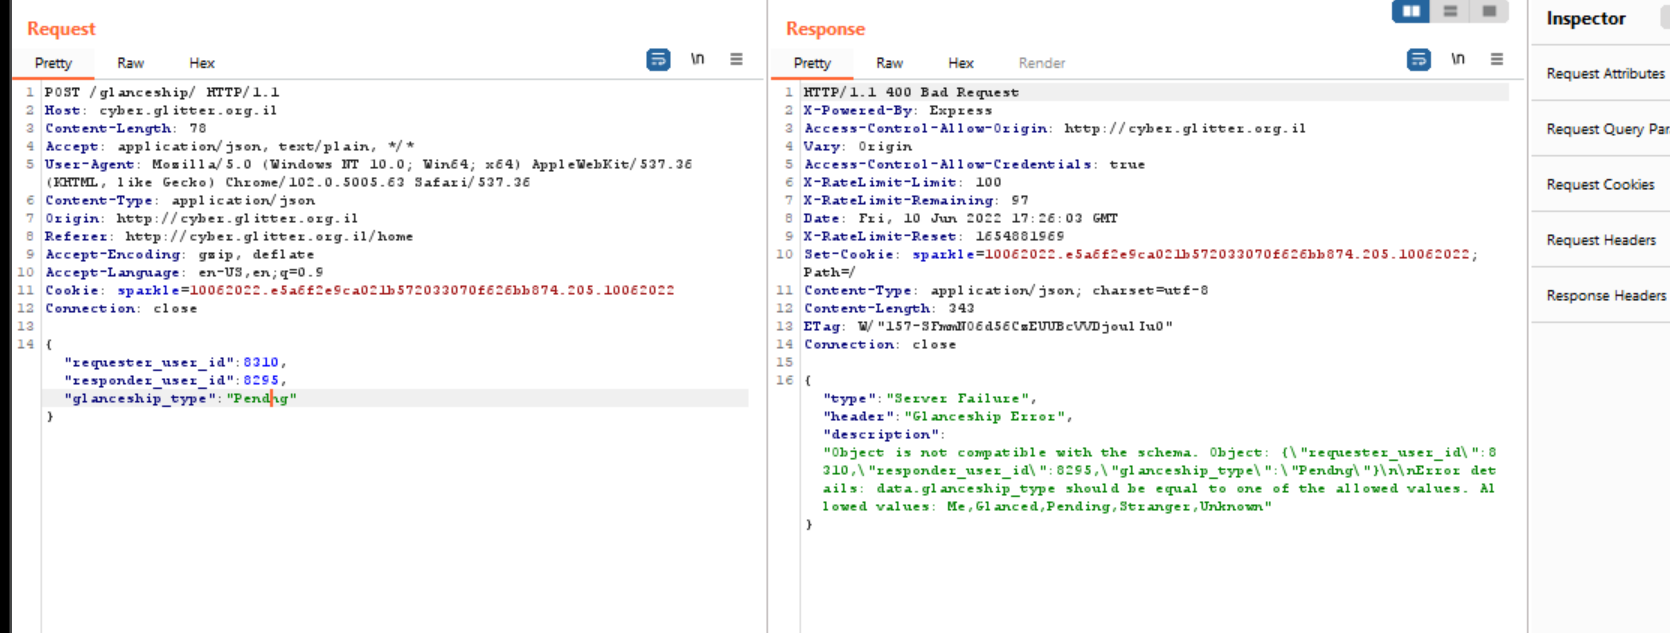 Request
Pretty Raw Hex \n
1 POST /glanceship/ HTTP/1.1
2 Host: cyber.glitter.org.il
3 Content-Length: 78
4 Accept: application/json, text/plain, */*
5 User-Agent: Mozilla/5.0 (Windows NT 10.0; Win64; x64) AppleWebKit/537.36
(KHTML, like Gecko) Chrome/102.0.5005.63 Safari/537.36
6 Content-Type: application/json
7 Origin: http://cyber.glitter.org.il
8 Referer: http://cyber.glitter.org.il/home
9 Accept-Encoding: gzip, deflate
10 Accept-Language: en-US,en;q=0.9
11 Cookie: sparkle=10062022.e5a6f2e9ca021b572033070f626bb874.205.10062022
12 Connection: close
13
14 {
"requester_user_id":8310,
"responder_user_id":8295,
"glanceship_type":"Pendng"
}
Response
Pretty Raw Hex Render \n
1 HTTP/1.1 400 Bad Request
2 X-Powered-By: Express
3 Access-Control-Allow-Origin: http://cyber.glitter.org.il
4 Vary: Origin
5 Access-Control-Allow-Credentials: true
6 X-RateLimit-Limit: 100
7 X-RateLimit-Remaining: 97
8 Date: Fri, 10 Jun 2022 17:26:03 GMT
9 X-RateLimit-Reset: 1654881969
10 Set-Cookie: sparkle=10062022.e5a6f2e9ca021b572033070f626bb874.205.10062022;
Path=/
11 Content-Type: application/json; charset=utf-8
12 Content-Length: 343
13 ETag:
14 Connection: close
15
16 {
"type":"Server Failure",
"header":"Glanceship Error",
"description":
"Object is not compatible with the schema. Object: {\"requester_user_id\":8
310,\"responder_user_id\":8295,\"glanceship_type\":\"Pendng\"}\n\nError det
ails: data.glanceship_type should be equal to one of the allowed values. Al
lowed values: Me,Glanced,Pending,Stranger,Unknown"
}
Inspector
Request Attributes
Request Query Par
Request Cookies
Request Headers
Response Headers